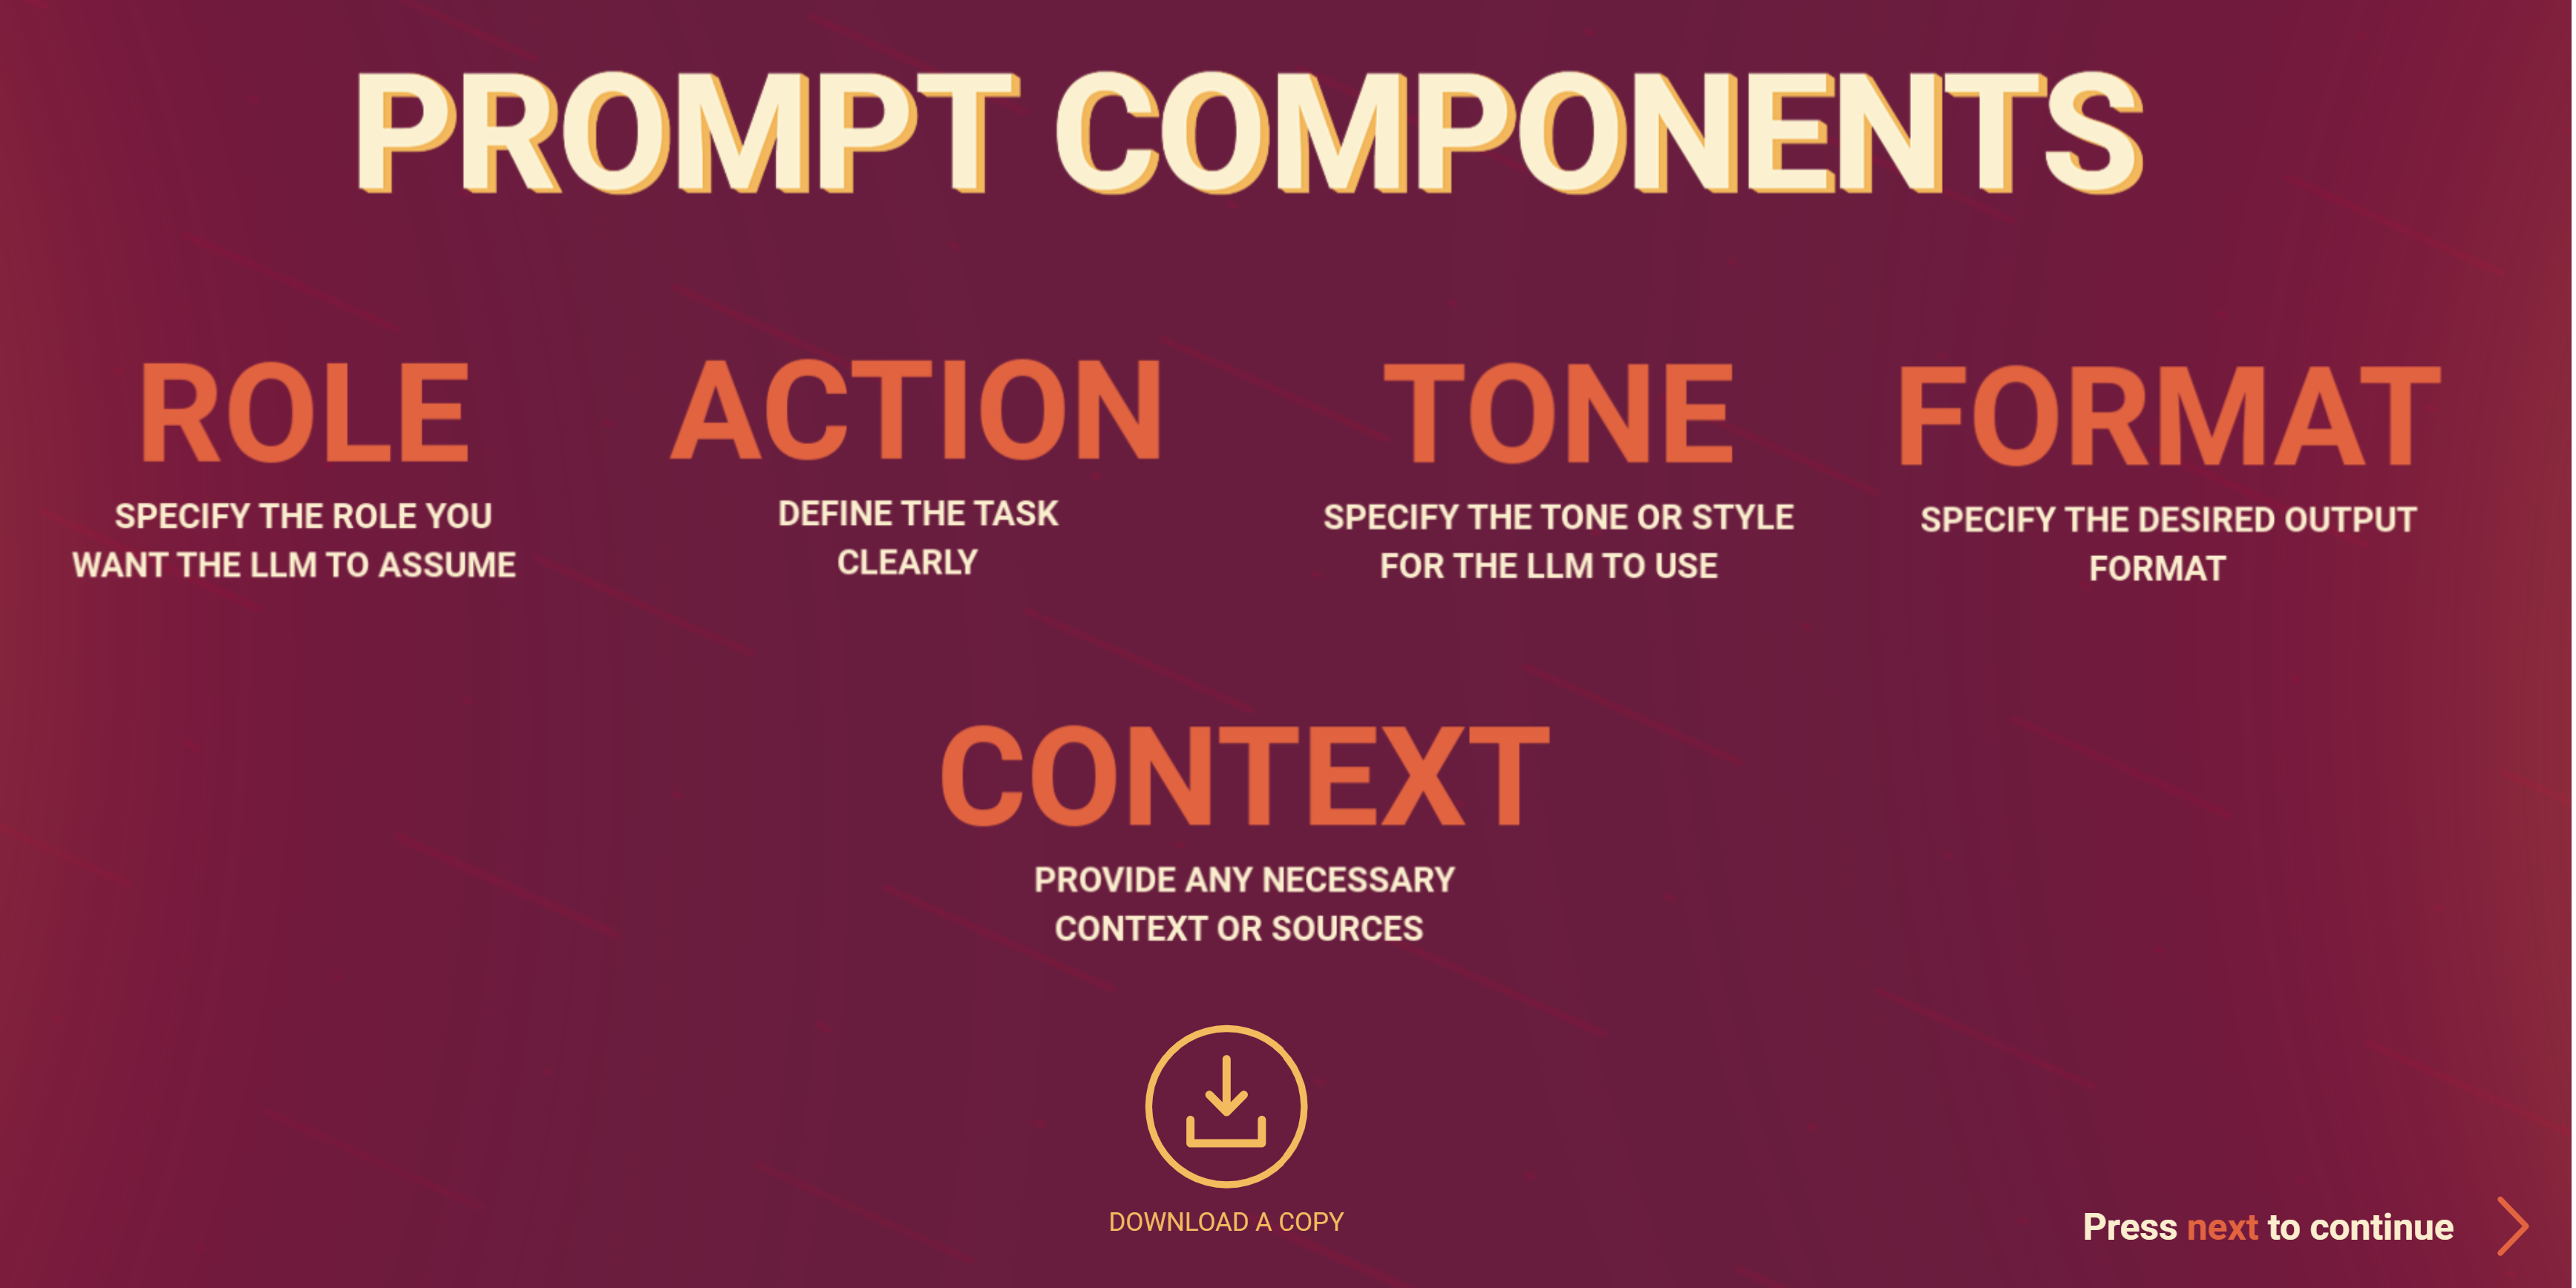 PROMPT COMPONENTS
ROLE
SPECIFY THE ROLE YOU
WANT THE LLM TO ASSUME
ACTION
DEFINE THE TASK
CLEARLY
TONE
SPECIFY THE TONE OR STYLE
FOR THE LLM TO USE
FORMAT
SPECIFY THE DESIRED OUTPUT
FORMAT
CONTEXT
PROVIDE ANY NECESSARY
CONTEXT OR SOURCES
DOWNLOAD A COPY
Press next to continue